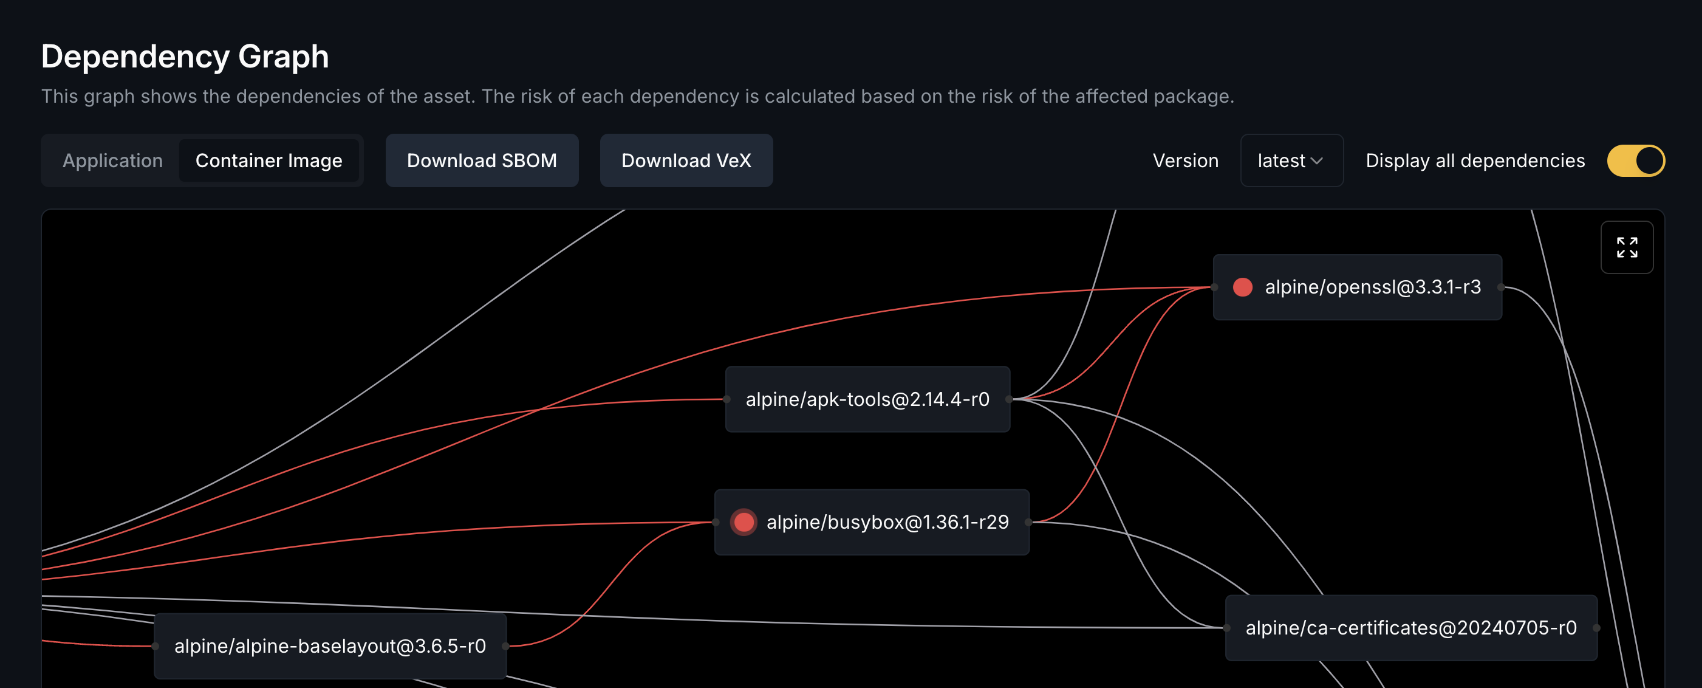 Dependency Graph
This graph shows the dependencies of the asset. The risk of each dependency is calculated based on the risk of the affected package.
Application Container Image Download SBOM Download VeX Version latest Display all dependencies
alpine/openssl@3.3.1-r3
alpine/apk-tools@2.14.4-r0
alpine/busybox@1.36.1-r29
alpine/ca-certificates@20240705-r0
alpine/alpine-baselayout@3.6.5-r0